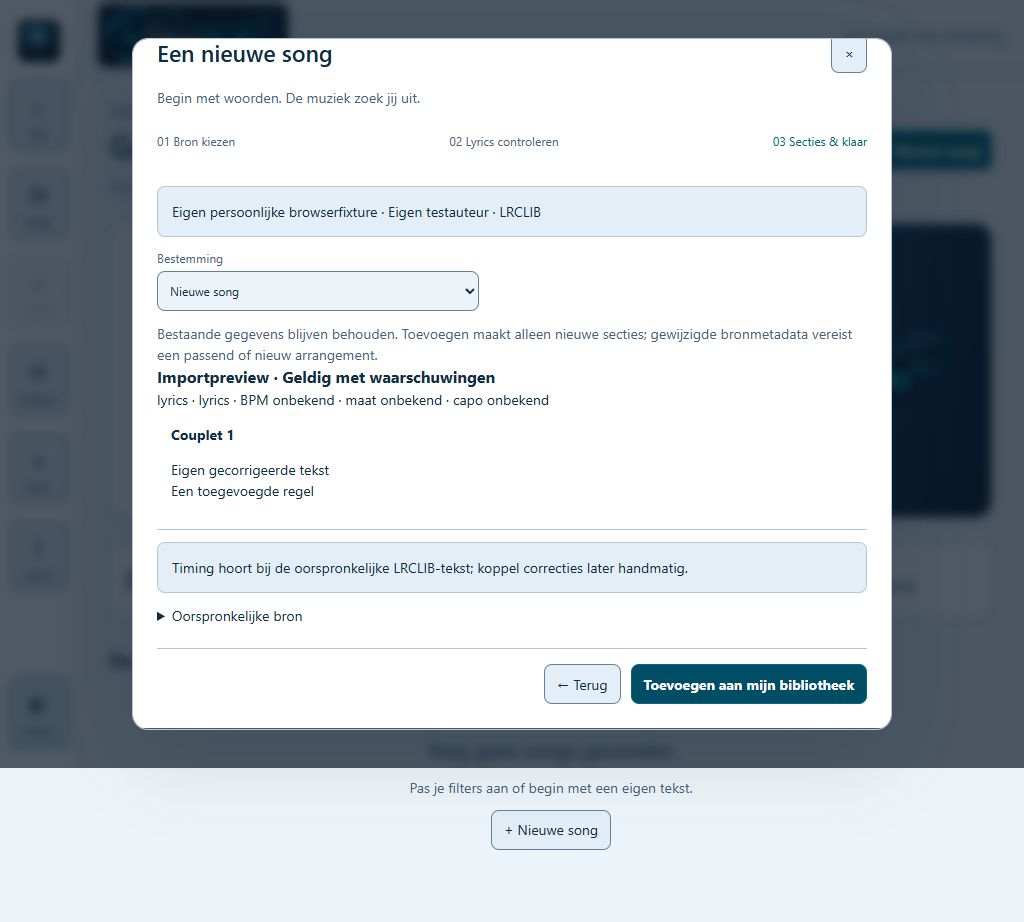 Een nieuwe song
×
Begin met woorden. De muziek zoek jij uit.
01 Bron kiezen
02 Lyrics controleren
03 Secties & klaar
Eigen persoonlijke browserfixture · Eigen testauteur · LRCLIB
Bestemming
Nieuwe song
Bestaande gegevens blijven behouden. Toevoegen maakt alleen nieuwe secties; gewijzigde bronmetadata vereist
een passend of nieuw arrangement.
Importpreview · Geldig met waarschuwingen
lyrics · lyrics · BPM onbekend · maat onbekend · capo onbekend
Couplet 1
Eigen gecorrigeerde tekst
Een toegevoegde regel
Timing hoort bij de oorspronkelijke LRCLIB-tekst; koppel correcties later handmatig.
▶ Oorspronkelijke bron
← Terug
Toevoegen aan mijn bibliotheek
Pas je filters aan of begin met een eigen tekst.
+ Nieuwe song